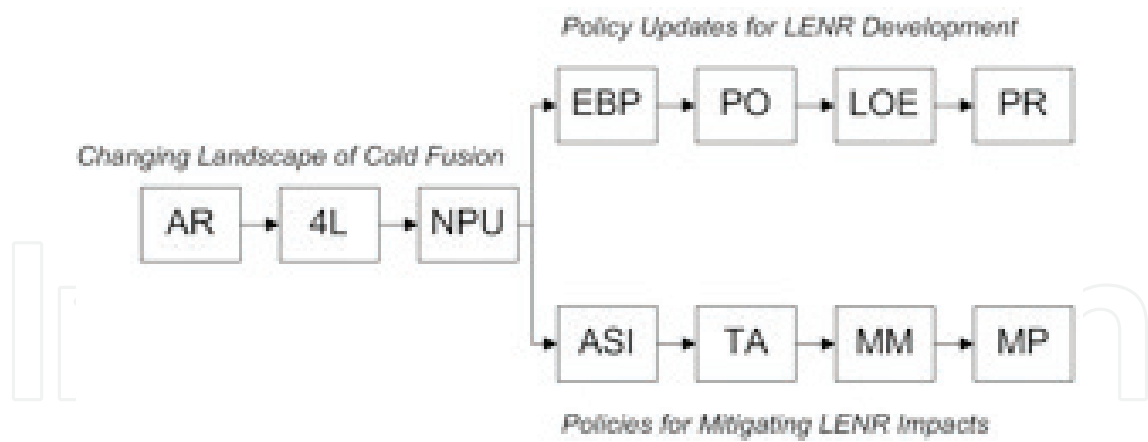 Policy Updates for LENR Development
EBP PO LOE PR
Changing Landscape of Cold Fusion
AR 4L NPU
ASI TA MM MP
Policies for Mitigating LENR Impacts